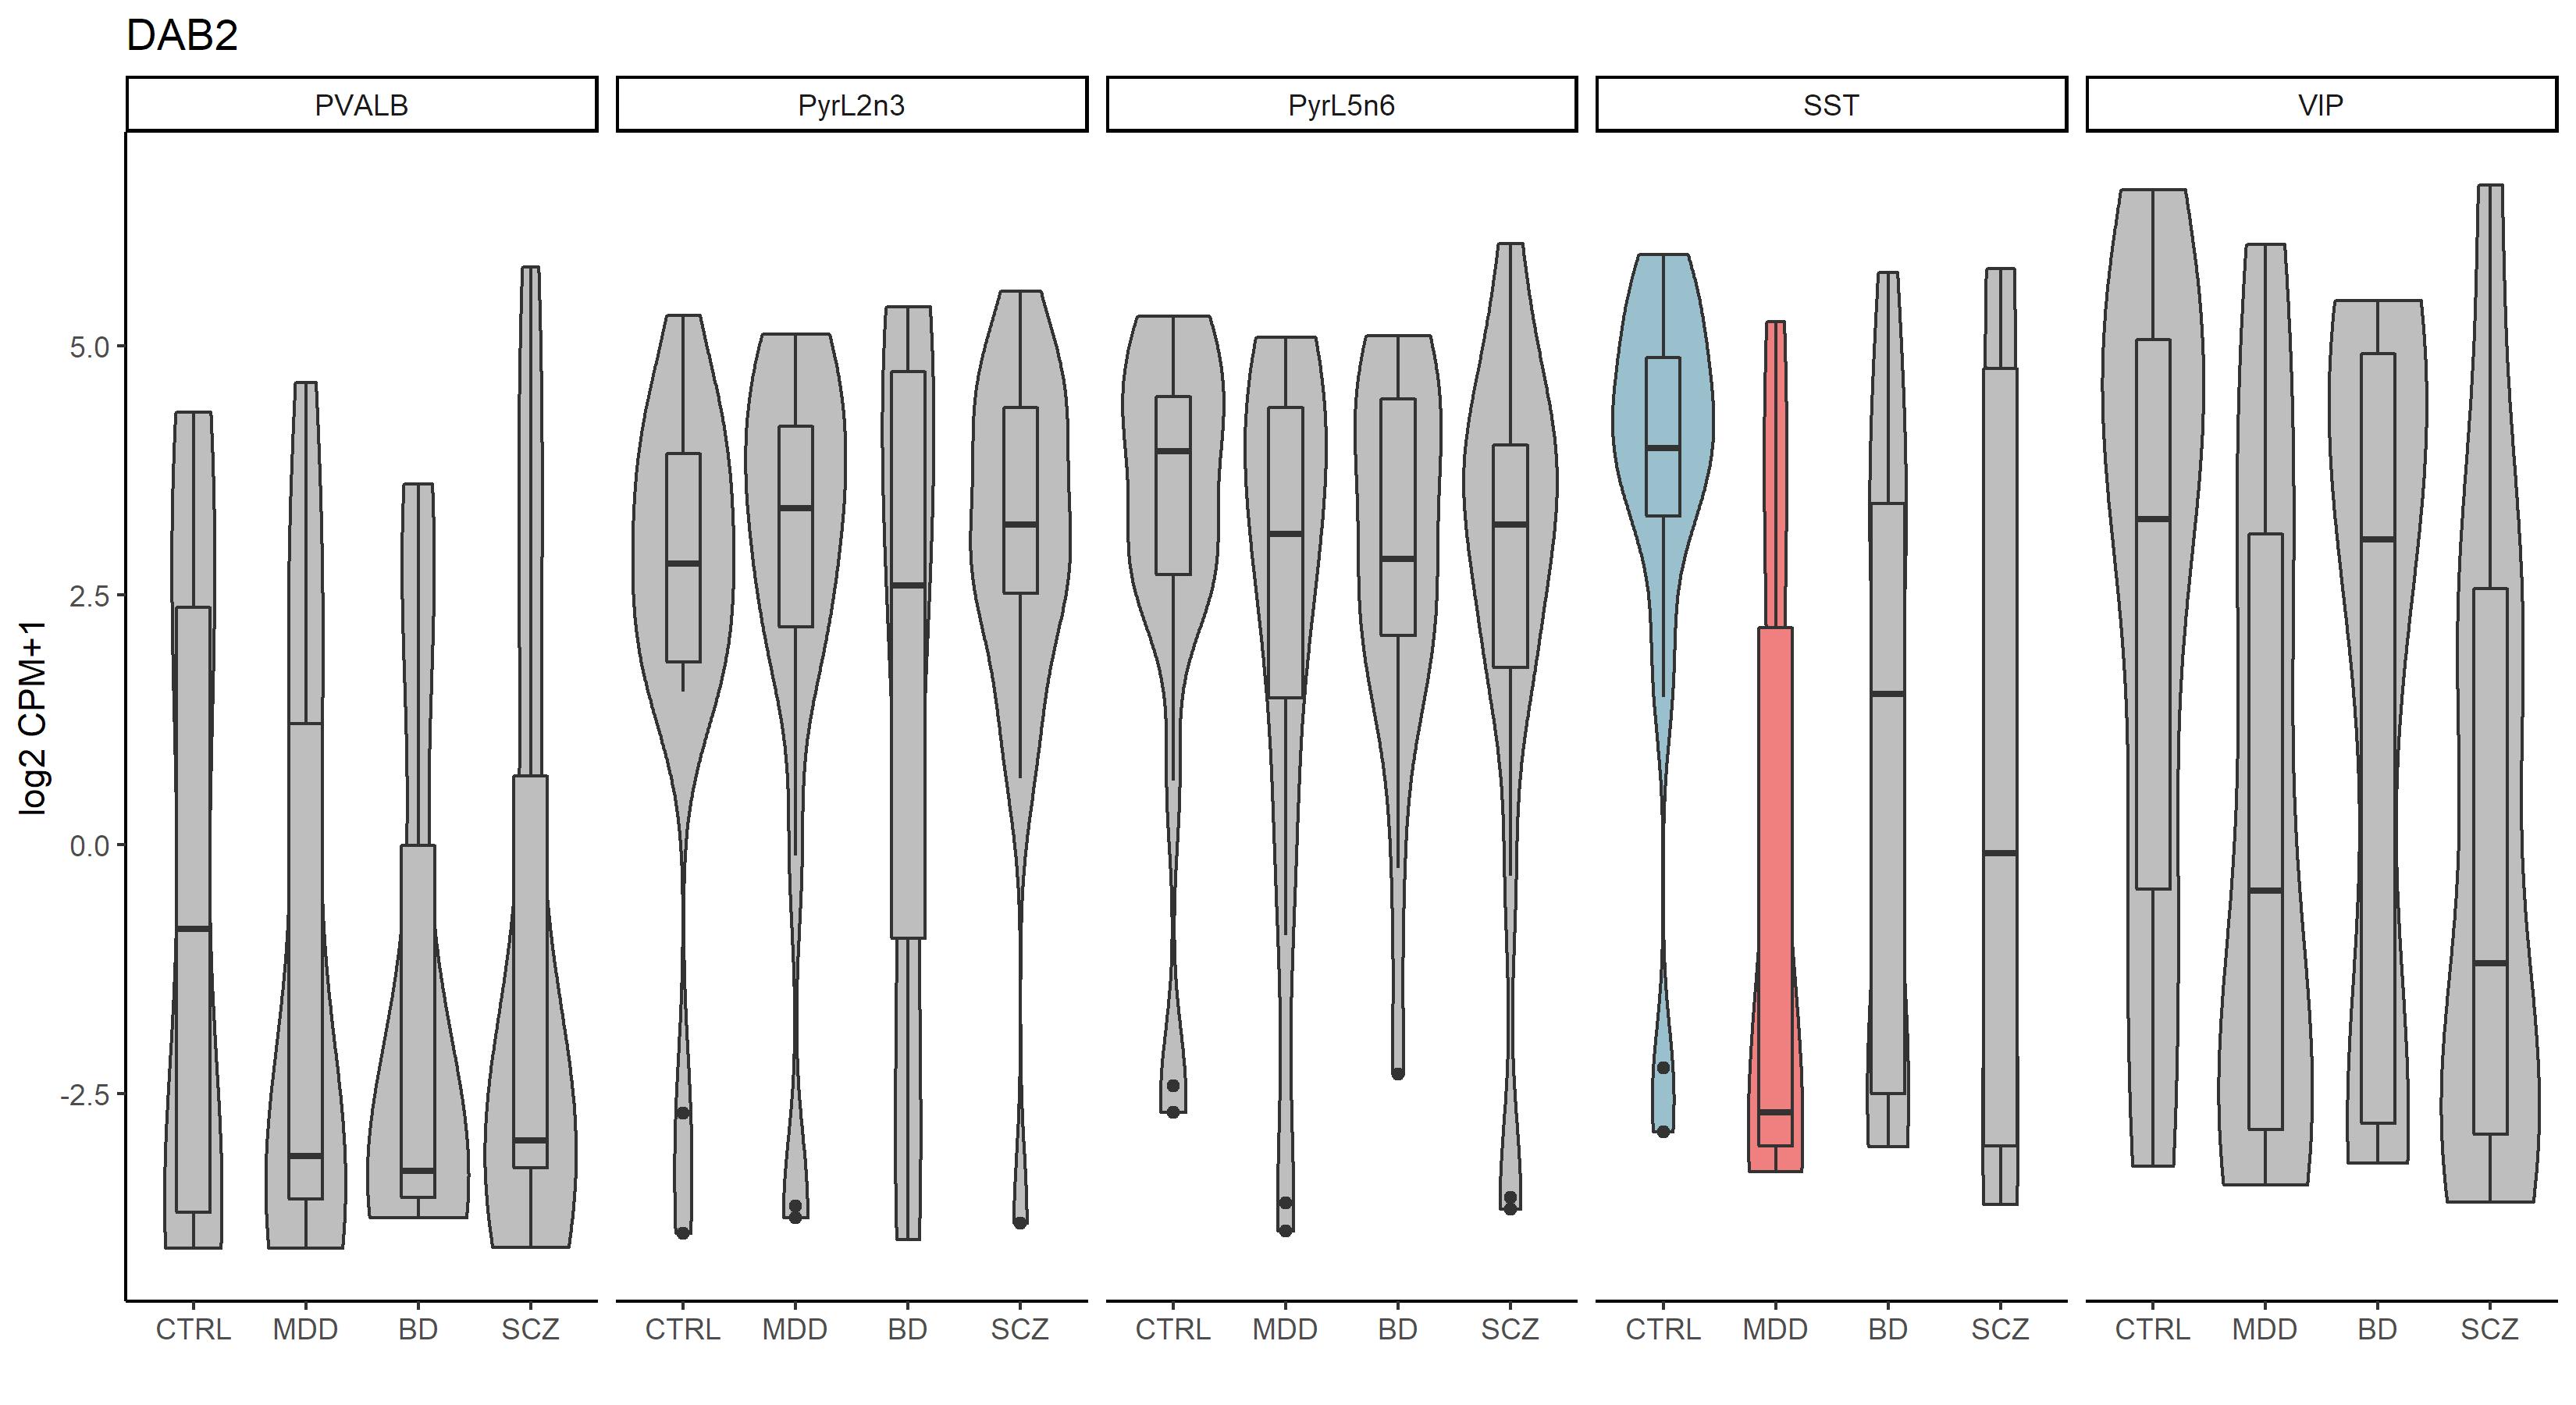 DAB2
PVALB PyrL2n3 PyrL5n6 SST VIP
log2 CPM+1
5.0
2.5
0.0
-2.5
CTRL MDD BD SCZ CTRL MDD BD SCZ CTRL MDD BD SCZ CTRL MDD BD SCZ CTRL MDD BD SCZ